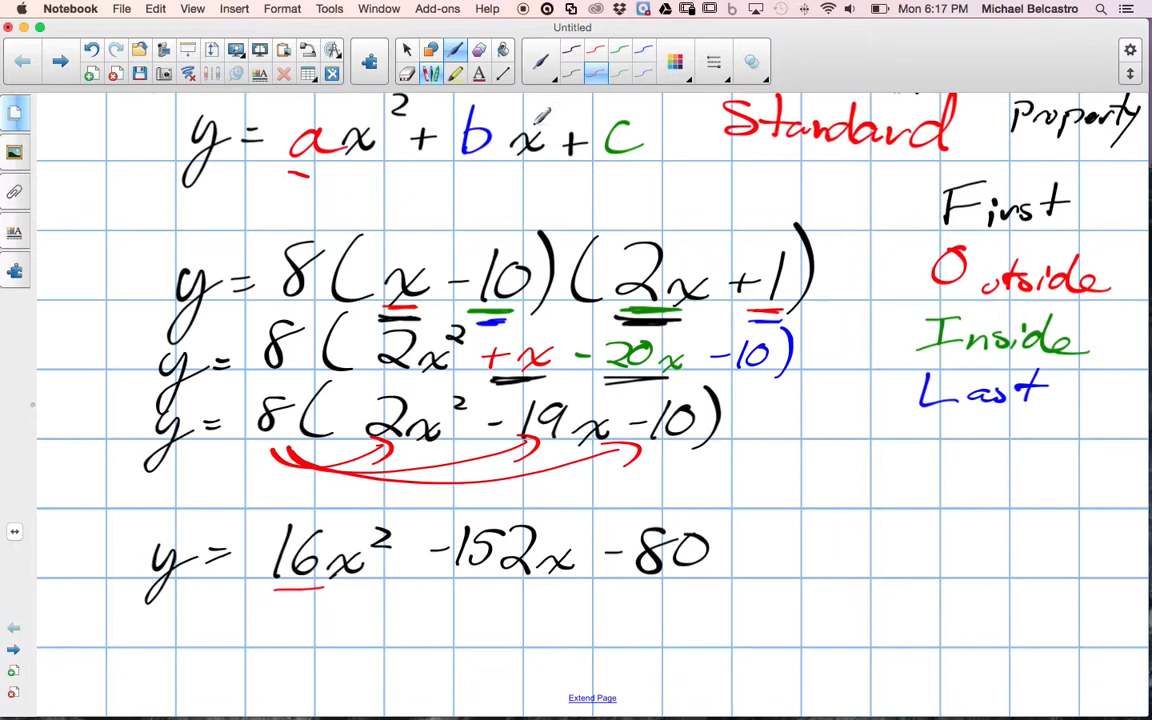 Notebook File Edit View Insert Format Tools Window Add-ons Help Mon 6:17 PM Michael Belcastro
Untitled
y = ax² + bx + c
Standard
property
First
y = 8(x - 10)(2x + 1)
Outside
y = 8(2x² + x - 20x - 10)
Inside
Last
y = 8(2x² - 19x - 10)
y = 16x² - 152x - 80
Extend Page